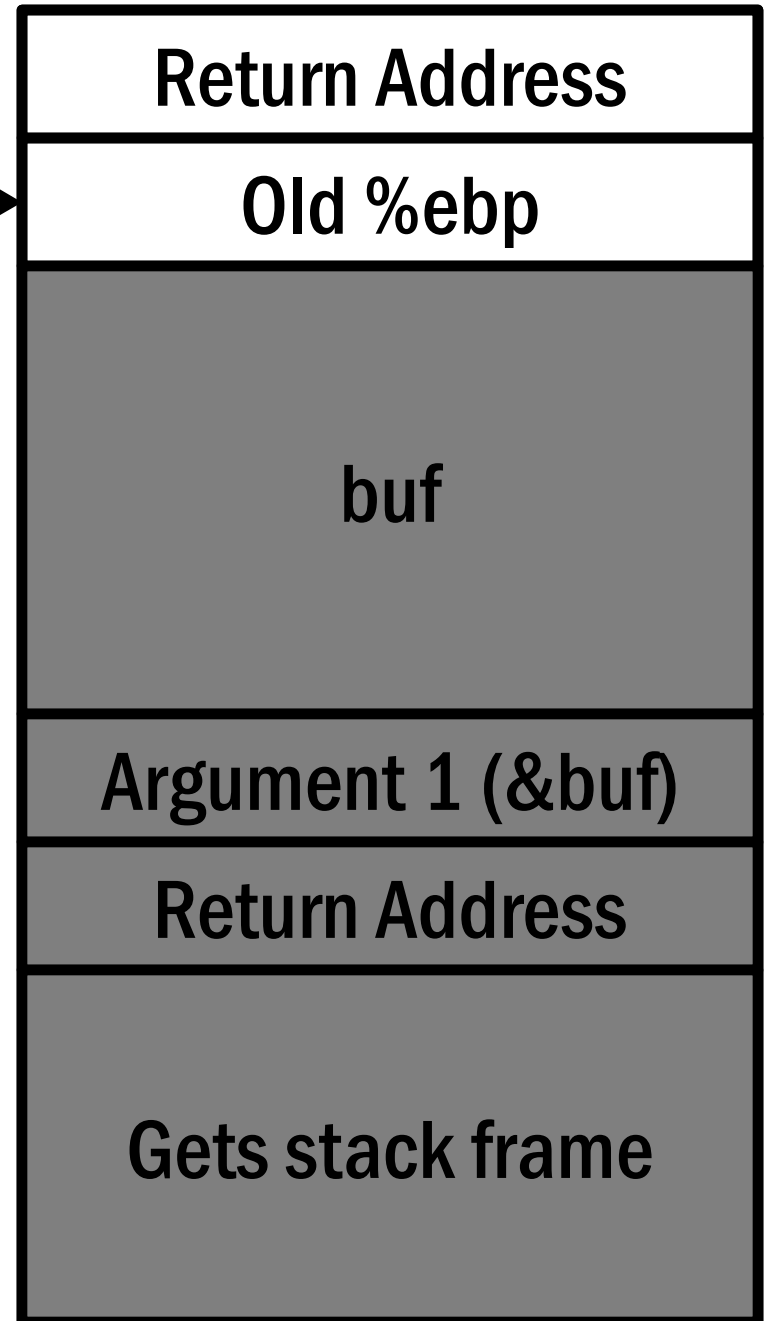 Return Address
Old %ebp
buf
Argument 1 (&buf)
Return Address
Gets stack frame